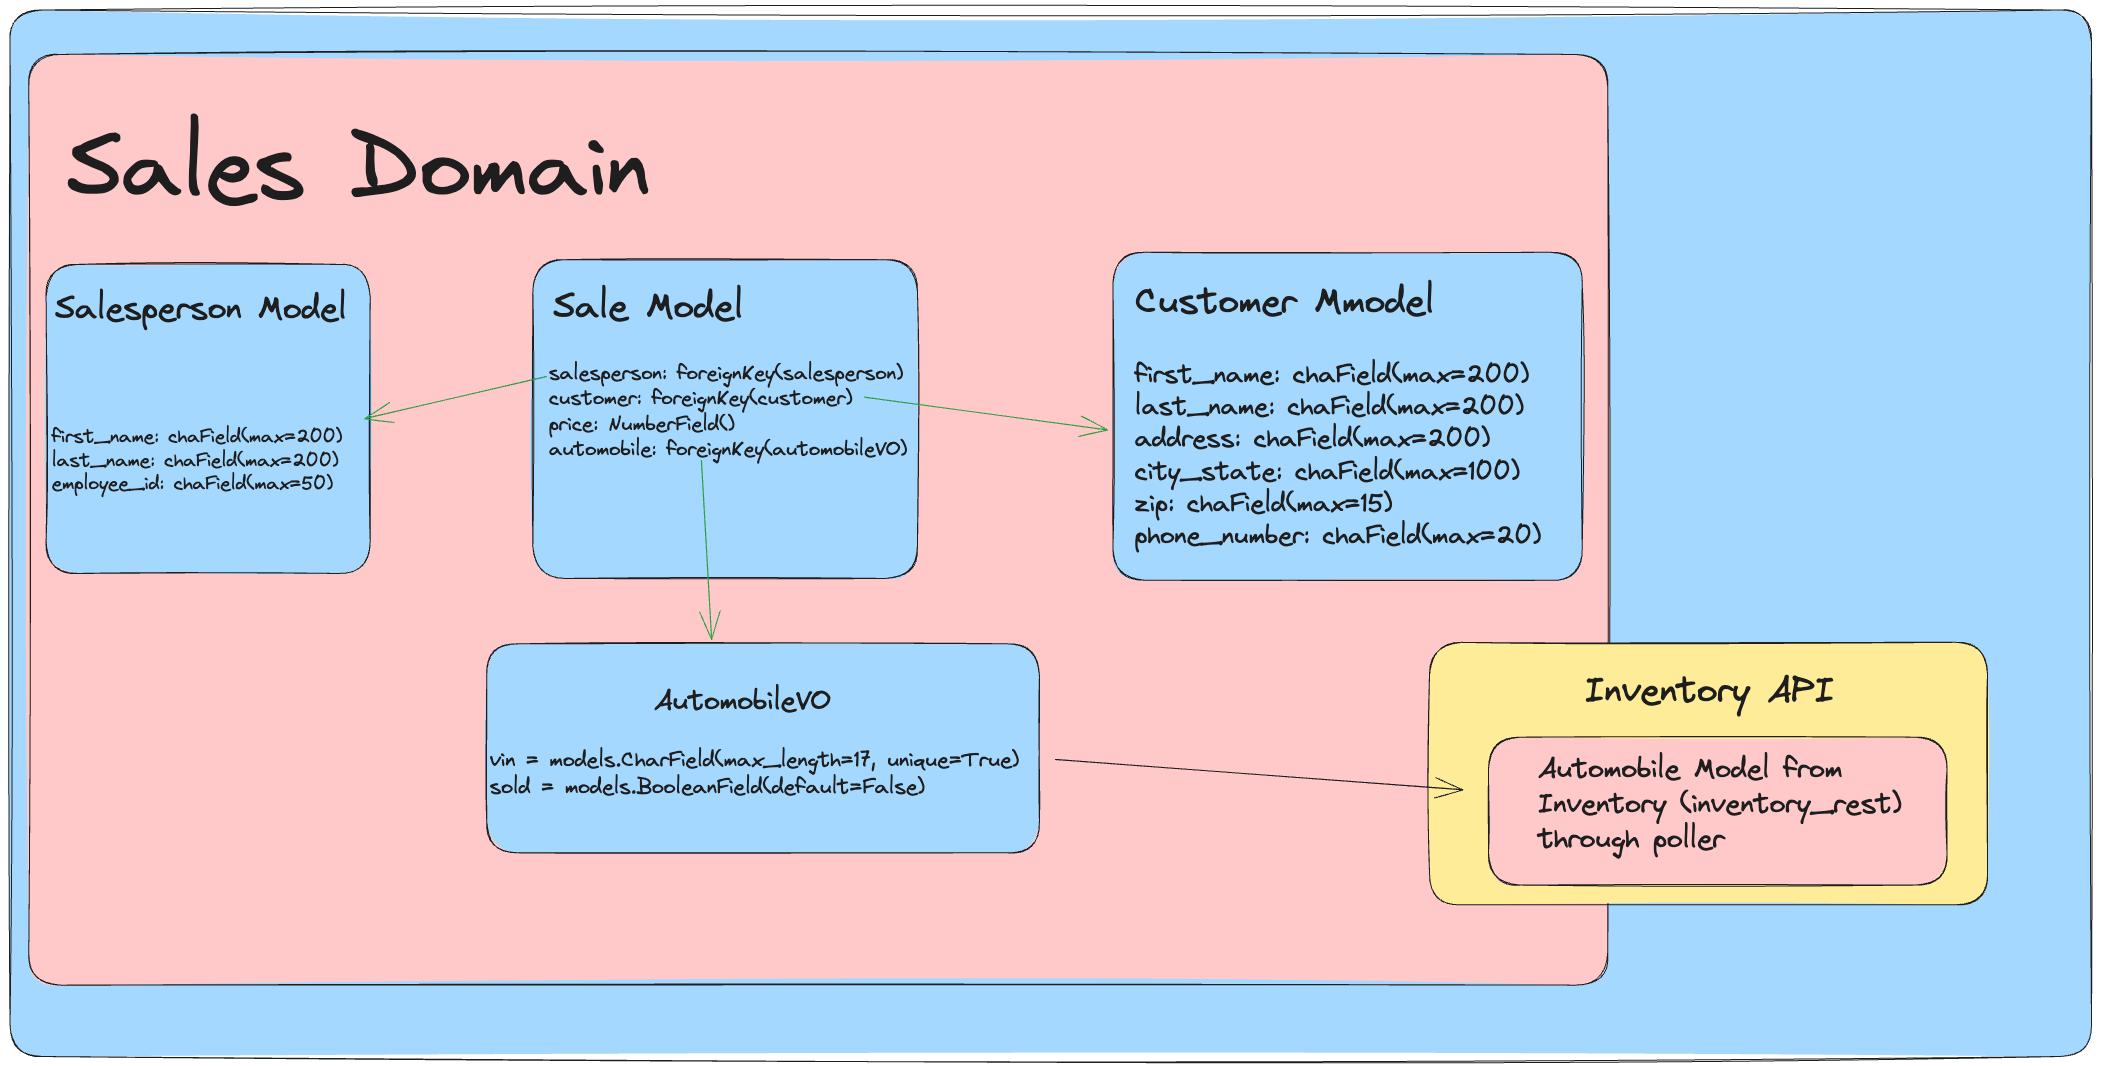 Sales Domain
Salesperson Model
first_name: chaField(max=200)
last_name: chaField(max=200)
employee_id: chaField(max=50)
Sale Model
salesperson: foreignKey(salesperson)
customer: foreignKey(customer)
price: NumberField()
automobile: foreignKey(automobileVO)
Customer Mmodel
first_name: chaField(max=200)
last_name: chaField(max=200)
address: chaField(max=200)
city_state: chaField(max=100)
zip: chaField(max=15)
phone_number: chaField(max=20)
AutomobileVO
vin = models.CharField(max_length=17, unique=True)
sold = models.BooleanField(default=False)
Inventory API
Automobile Model from
Inventory (inventory_rest)
through poller